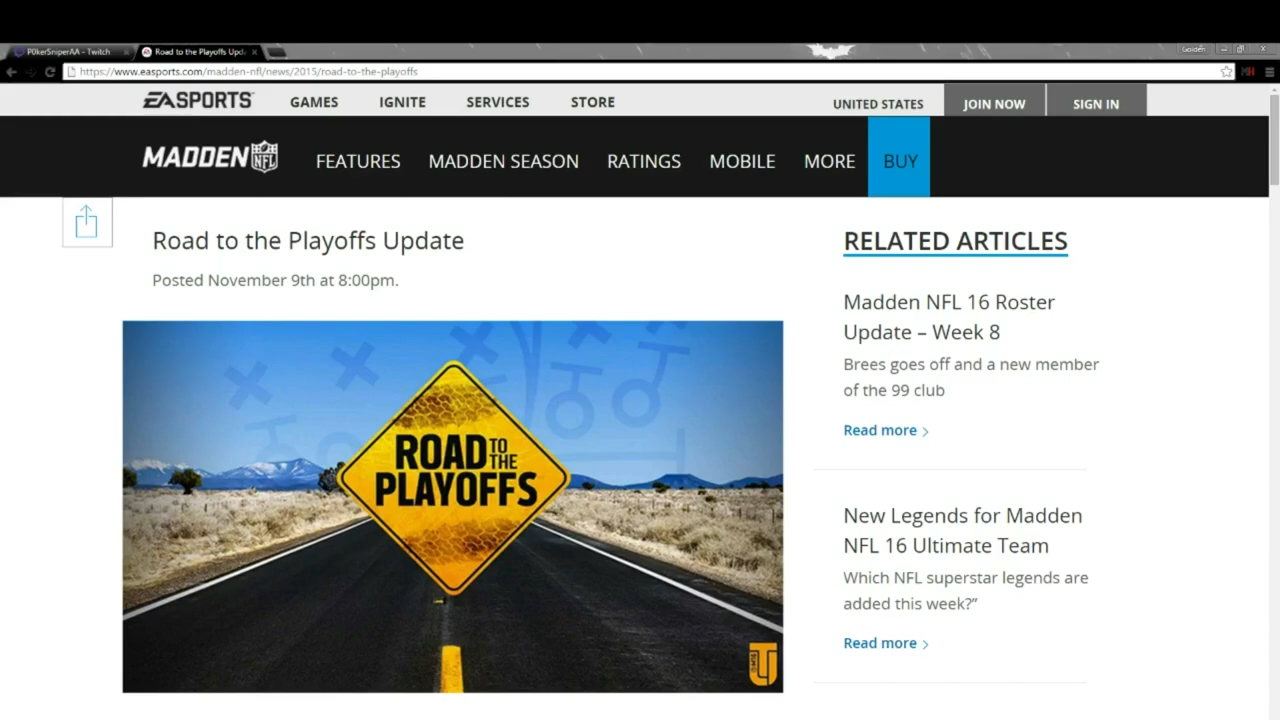 P0kerSniperAA - Twitch
Road to the Playoffs Upda
Golden
https://www.easports.com/madden-nfl/news/2015/road-to-the-playoffs
EA SPORTS
GAMES
IGNITE
SERVICES
STORE
UNITED STATES
JOIN NOW
SIGN IN
MADDEN NFL
FEATURES
MADDEN SEASON
RATINGS
MOBILE
MORE
BUY
Road to the Playoffs Update
Posted November 9th at 8:00pm.
ROAD TO THE
PLAYOFFS
RELATED ARTICLES
Madden NFL 16 Roster
Update – Week 8
Brees goes off and a new member
of the 99 club
Read more
New Legends for Madden
NFL 16 Ultimate Team
Which NFL superstar legends are
added this week?”
Read more